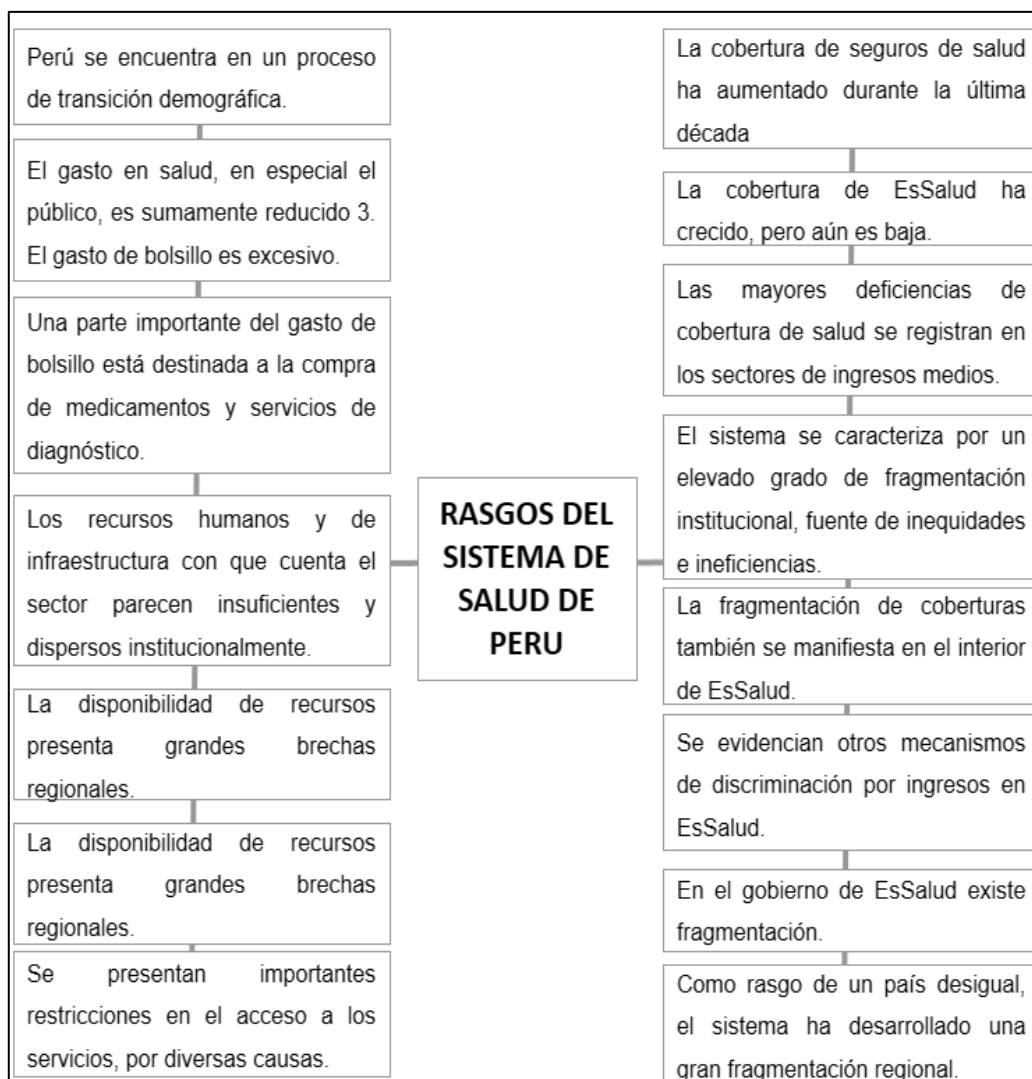 Perú se encuentra en un proceso
de transición demográfica.
El gasto en salud, en especial el
público, es sumamente reducido 3.
El gasto de bolsillo es excesivo.
Una parte importante del gasto de
bolsillo está destinada a la compra
de medicamentos y servicios de
diagnóstico.
Los recursos humanos y de
infraestructura con que cuenta el
sector parecen insuficientes y
dispersos institucionalmente.
La disponibilidad de recursos
presenta grandes brechas
regionales.
La disponibilidad de recursos
presenta grandes brechas
regionales.
Se presentan importantes
restricciones en el acceso a los
servicios, por diversas causas.
RASGOS DEL
SISTEMA DE
SALUD DE
PERU
La cobertura de seguros de salud
ha aumentado durante la última
década
La cobertura de EsSalud ha
crecido, pero aún es baja.
Las mayores deficiencias de
cobertura de salud se registran en
los sectores de ingresos medios.
El sistema se caracteriza por un
elevado grado de fragmentación
institucional, fuente de inequidades
e ineficiencias.
La fragmentación de coberturas
también se manifiesta en el interior
de EsSalud.
Se evidencian otros mecanismos
de discriminación por ingresos en
EsSalud.
En el gobierno de EsSalud existe
fragmentación.
Como rasgo de un país desigual,
el sistema ha desarrollado una
gran fragmentación regional.